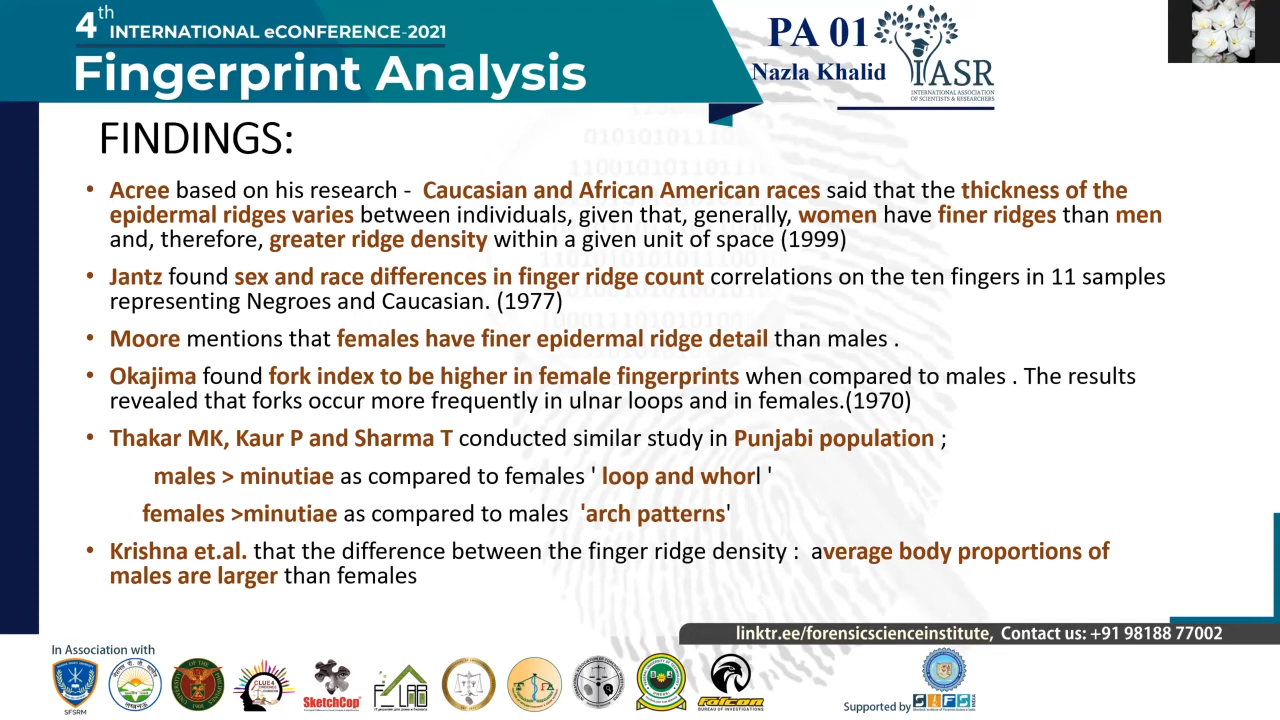 4th INTERNATIONAL eCONFERENCE-2021
Fingerprint Analysis
PA 01
Nazla Khalid
IASR
INTERNATIONAL ASSOCIATION
OF SCIENTISTS & RESEARCHERS
FINDINGS:
• Acree based on his research - Caucasian and African American races said that the thickness of the
epidermal ridges varies between individuals, given that, generally, women have finer ridges than men
and, therefore, greater ridge density within a given unit of space (1999)
• Jantz found sex and race differences in finger ridge count correlations on the ten fingers in 11 samples
representing Negroes and Caucasian. (1977)
• Moore mentions that females have finer epidermal ridge detail than males .
• Okajima found fork index to be higher in female fingerprints when compared to males . The results
revealed that forks occur more frequently in ulnar loops and in females.(1970)
• Thakar MK, Kaur P and Sharma T conducted similar study in Punjabi population ;
males > minutiae as compared to females ' loop and whorl '
females >minutiae as compared to males 'arch patterns'
• Krishna et.al. that the difference between the finger ridge density : average body proportions of
males are larger than females
linktr.ee/forensicscienceinstitute, Contact us: +91 98188 77002
In Association with
SFSRM
CLUE4
SketchCop
LAB
FALCON
BUREAU OF INVESTIGATIONS
Supported by
SIFS
INDIA